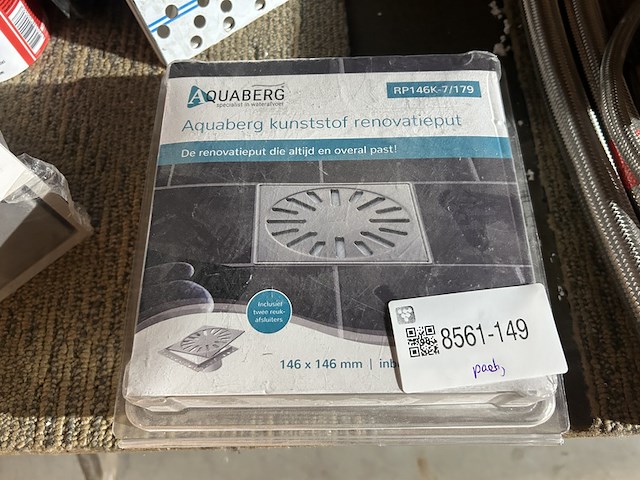 AQUABERG
specialist in waterafvoer
RP146K-7/179
Aquaberg kunststof renovatieput
De renovatieput die altijd en overal past!
Inclusief
twee reuk-
afsluiters
146 x 146 mm | inb
8561-149